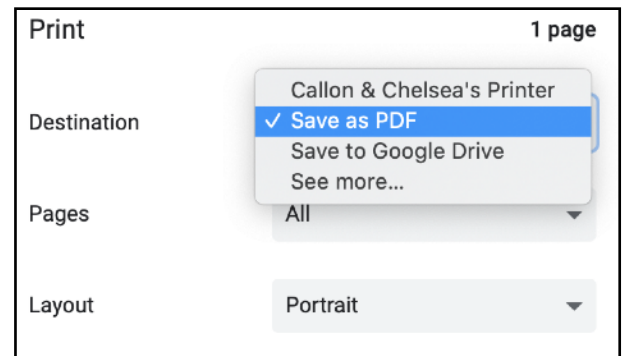 Print 1 page
Callon & Chelsea's Printer
Destination ✓ Save as PDF
Save to Google Drive
See more...
Pages All
Layout Portrait